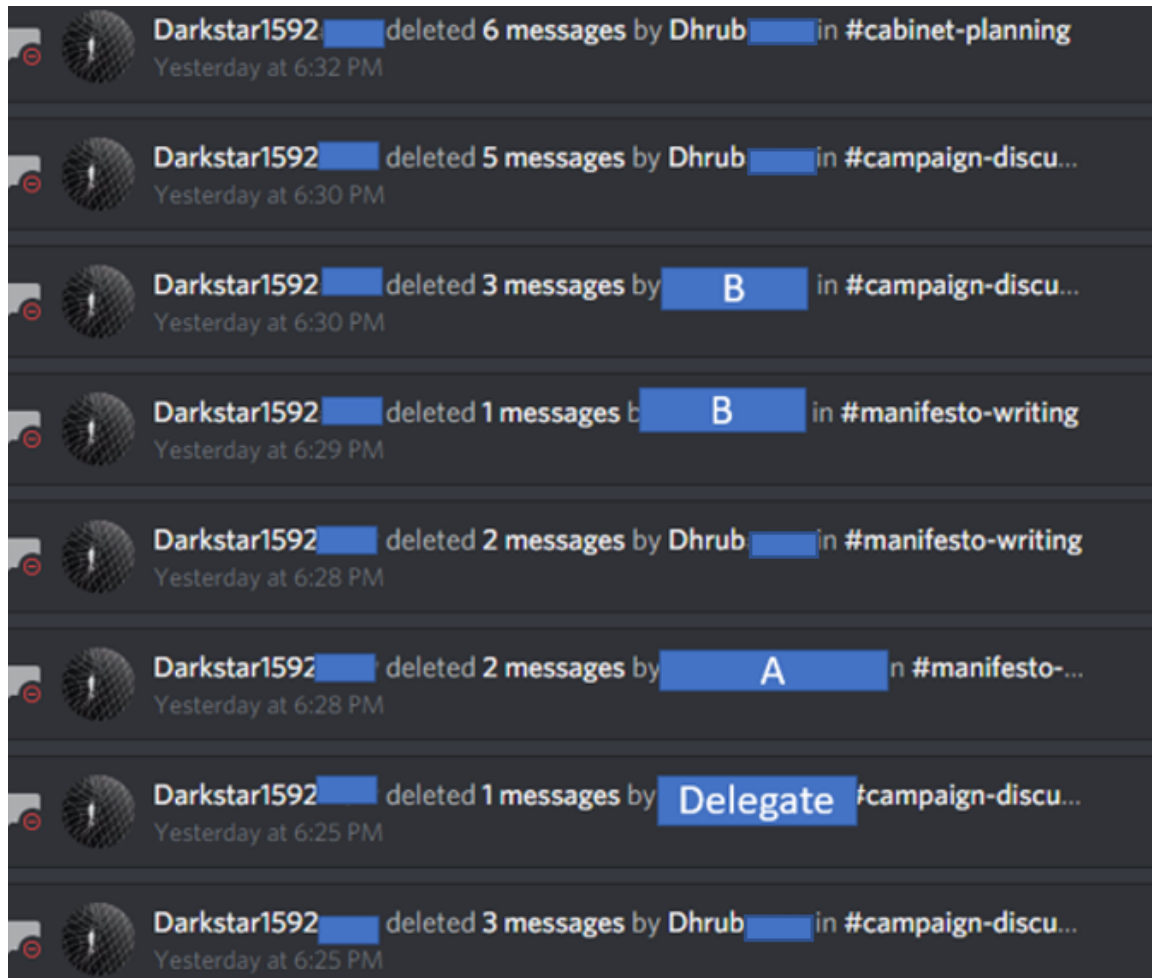 Darkstar1592 deleted 6 messages by Dhrub in #cabinet-planning
Yesterday at 6:32 PM
Darkstar1592 deleted 5 messages by Dhrub in #campaign-discu...
Yesterday at 6:30 PM
Darkstar1592 deleted 3 messages by B in #campaign-discu...
Yesterday at 6:30 PM
Darkstar1592 deleted 1 messages b B in #manifesto-writing
Yesterday at 6:29 PM
Darkstar1592 deleted 2 messages by Dhrub in #manifesto-writing
Yesterday at 6:28 PM
Darkstar1592 deleted 2 messages by A n #manifesto-...
Yesterday at 6:28 PM
Darkstar1592 deleted 1 messages by Delegate #campaign-discu...
Yesterday at 6:25 PM
Darkstar1592 deleted 3 messages by Dhrub in #campaign-discu...
Yesterday at 6:25 PM